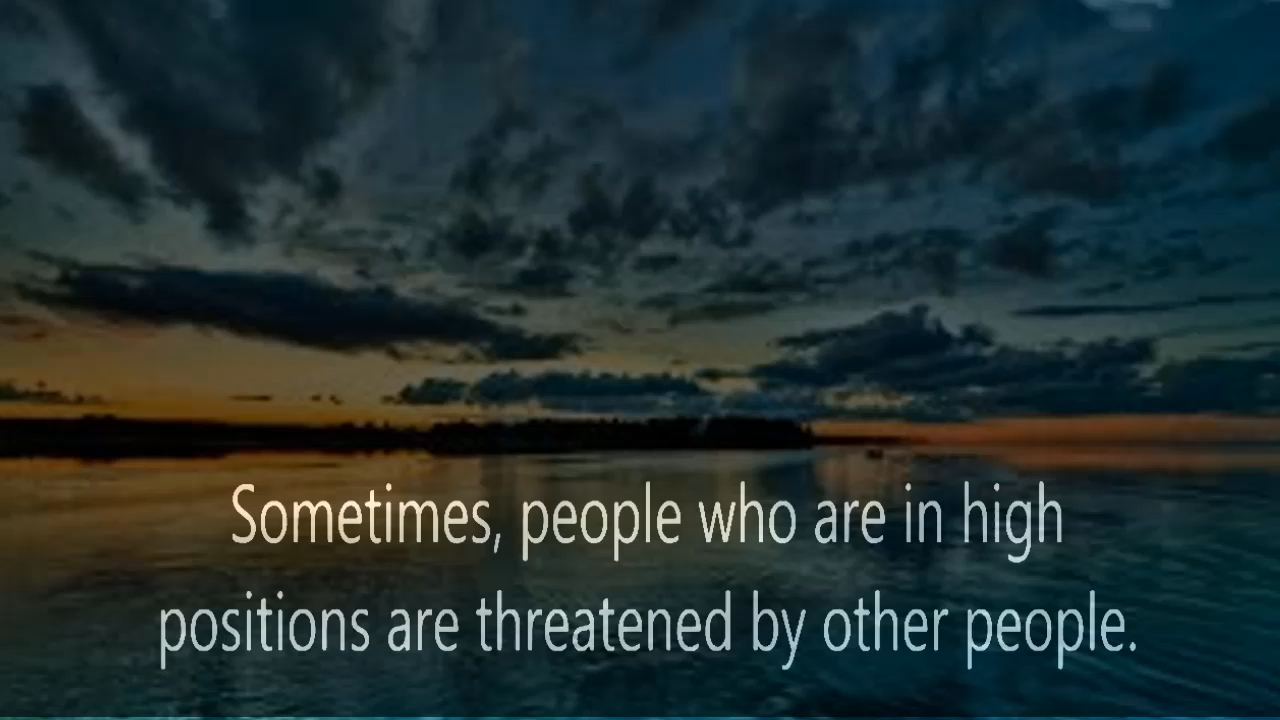 Sometimes, people who are in high
positions are threatened by other people.